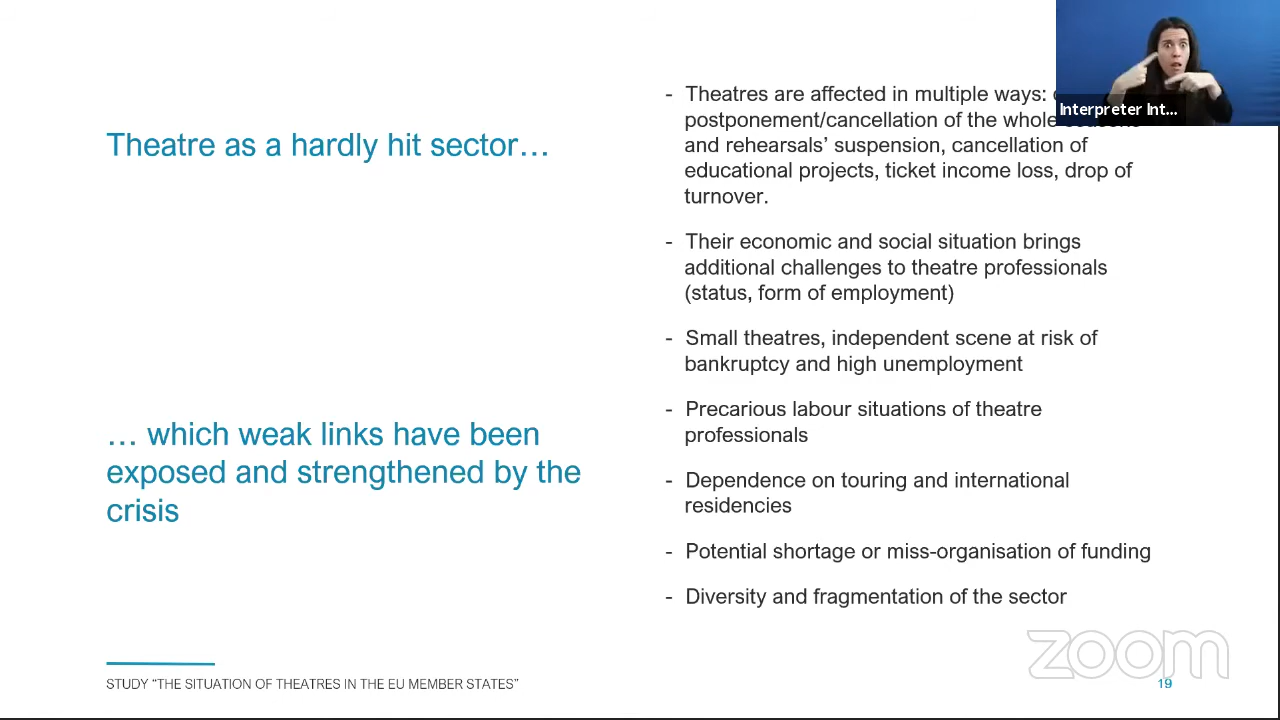 Theatre as a hardly hit sector…
… which weak links have been
exposed and strengthened by the
crisis
- Theatres are affected in multiple ways:
postponement/cancellation of the whole
and rehearsals’ suspension, cancellation of
educational projects, ticket income loss, drop of
turnover.
- Their economic and social situation brings
additional challenges to theatre professionals
(status, form of employment)
- Small theatres, independent scene at risk of
bankruptcy and high unemployment
- Precarious labour situations of theatre
professionals
- Dependence on touring and international
residencies
- Potential shortage or miss-organisation of funding
- Diversity and fragmentation of the sector
Interpreter Int...
zoom
STUDY “THE SITUATION OF THEATRES IN THE EU MEMBER STATES”
19